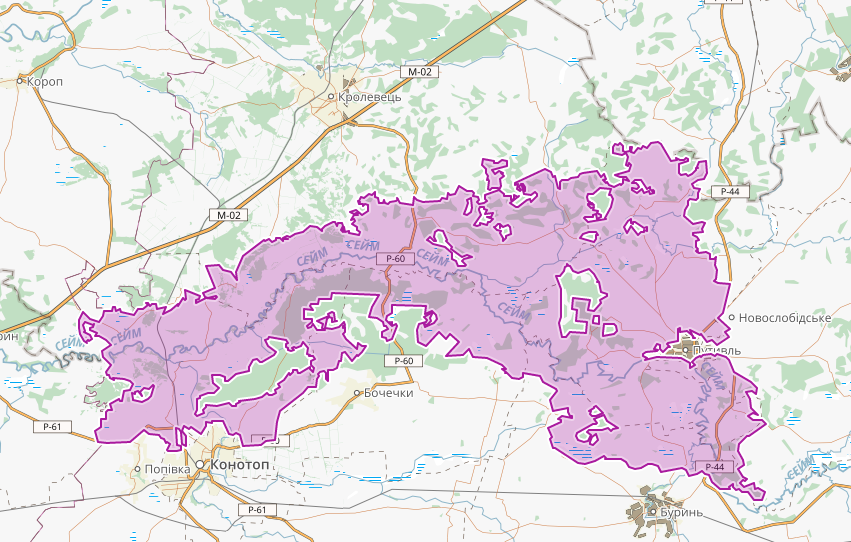 Р-44
М-02
Короп
Кролевець
Р-44
М-02
СЕЙМ
СЕЙМ
СЕЙМ
Р-60
СЕЙМ
Новослобідське
СЕЙМ
СЕЙМ
Путивль
Р-60
СЕЙМ
Бочечки
Р-61
Конотоп
Попівка
Р-44
СЕЙМ
Р-61
Буринь